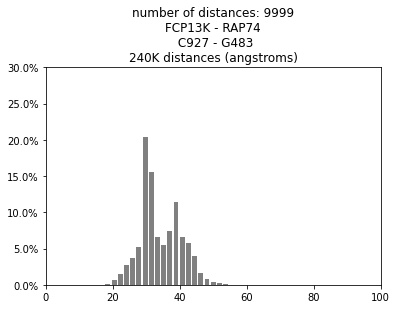 number of distances: 9999
FCP13K - RAP74
C927 - G483
240K distances (angstroms)
30.0%
25.0%
20.0%
15.0%
10.0%
5.0%
0.0%
0 20 40 60 80 100